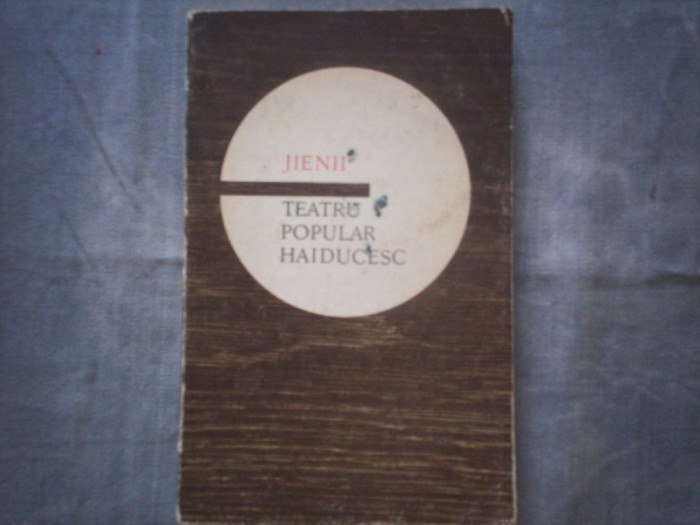 JIENII
TEATRU
POPULAR
HAIDUCESC